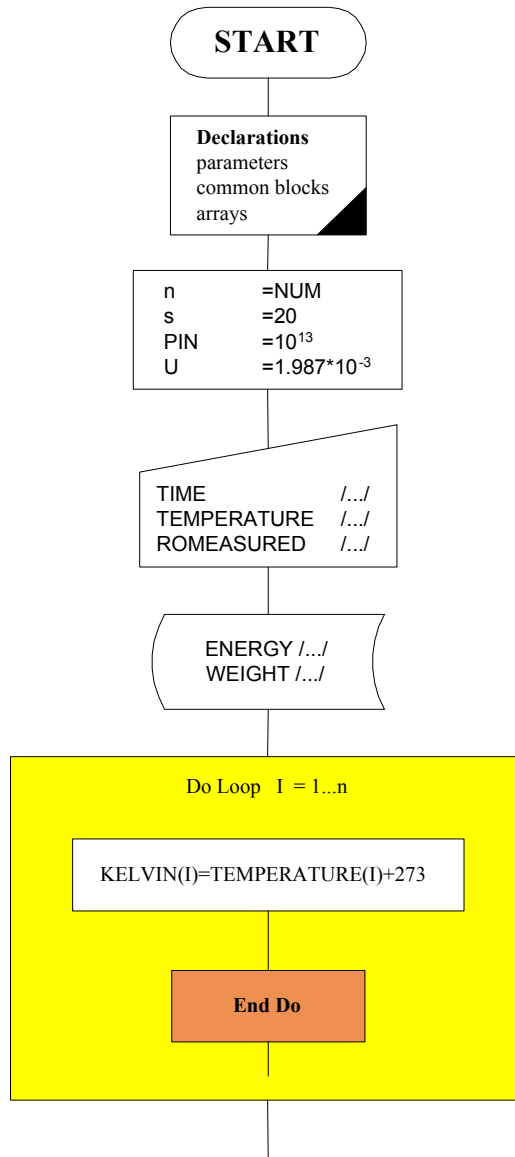 START
Declarations
parameters
common blocks
arrays
n =NUM
s =20
PIN =10¹³
U =1.987*10⁻³
TIME /.../
TEMPERATURE /.../
ROMEASURED /.../
ENERGY /.../
WEIGHT /.../
Do Loop I = 1...n
KELVIN(I)=TEMPERATURE(I)+273
End Do